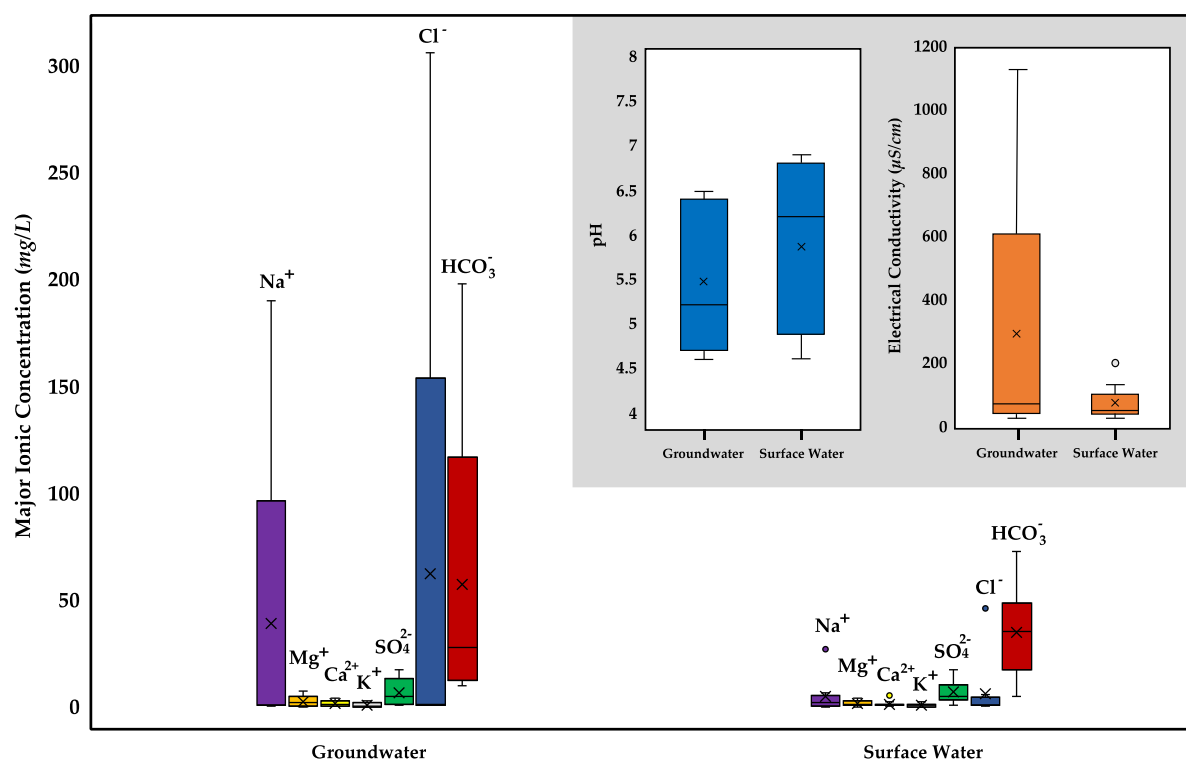 Major Ionic Concentration (mg/L)
300
250
200
150
100
50
0
Na⁺
Mg⁺
Ca²⁺
K⁺
SO₄²⁻
Cl⁻
HCO₃⁻
Groundwater
Na⁺
Mg⁺
Ca²⁺
K⁺
SO₄²⁻
Cl⁻
HCO₃⁻
Surface Water
pH
8
7.5
7
6.5
6
5.5
5
4.5
4
Groundwater
Surface Water
Electrical Conductivity (µS/cm)
1200
1000
800
600
400
200
0
Groundwater
Surface Water